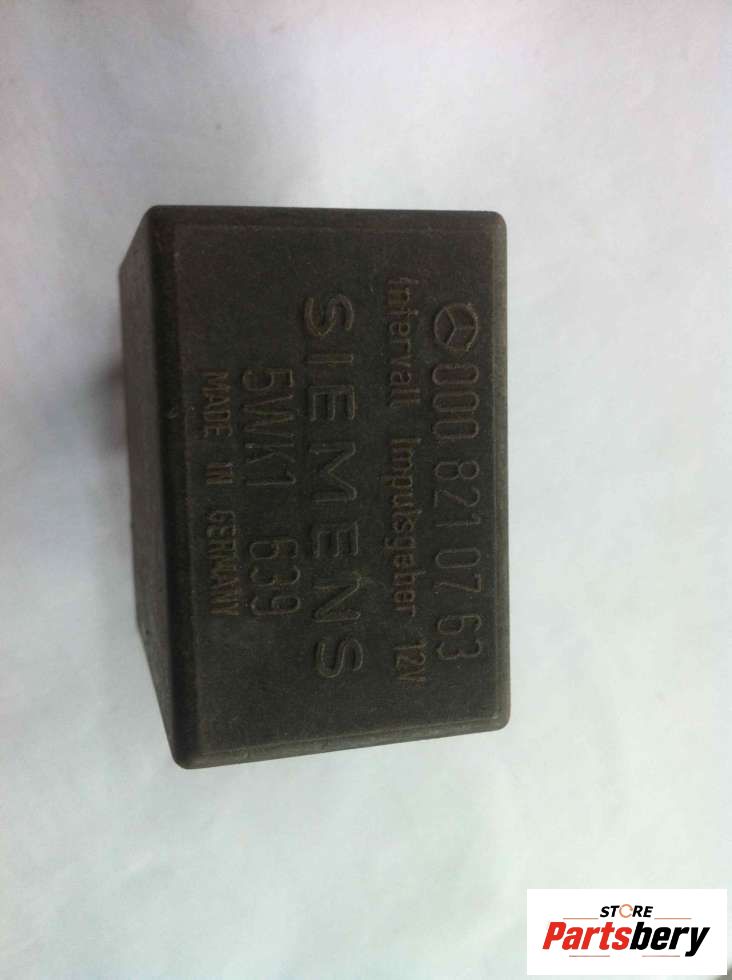 000 821 07 63
Intervall Impulsgeber 12V
SIEMENS
5WK1 639
MADE IN GERMANY
STORE
Partsbery